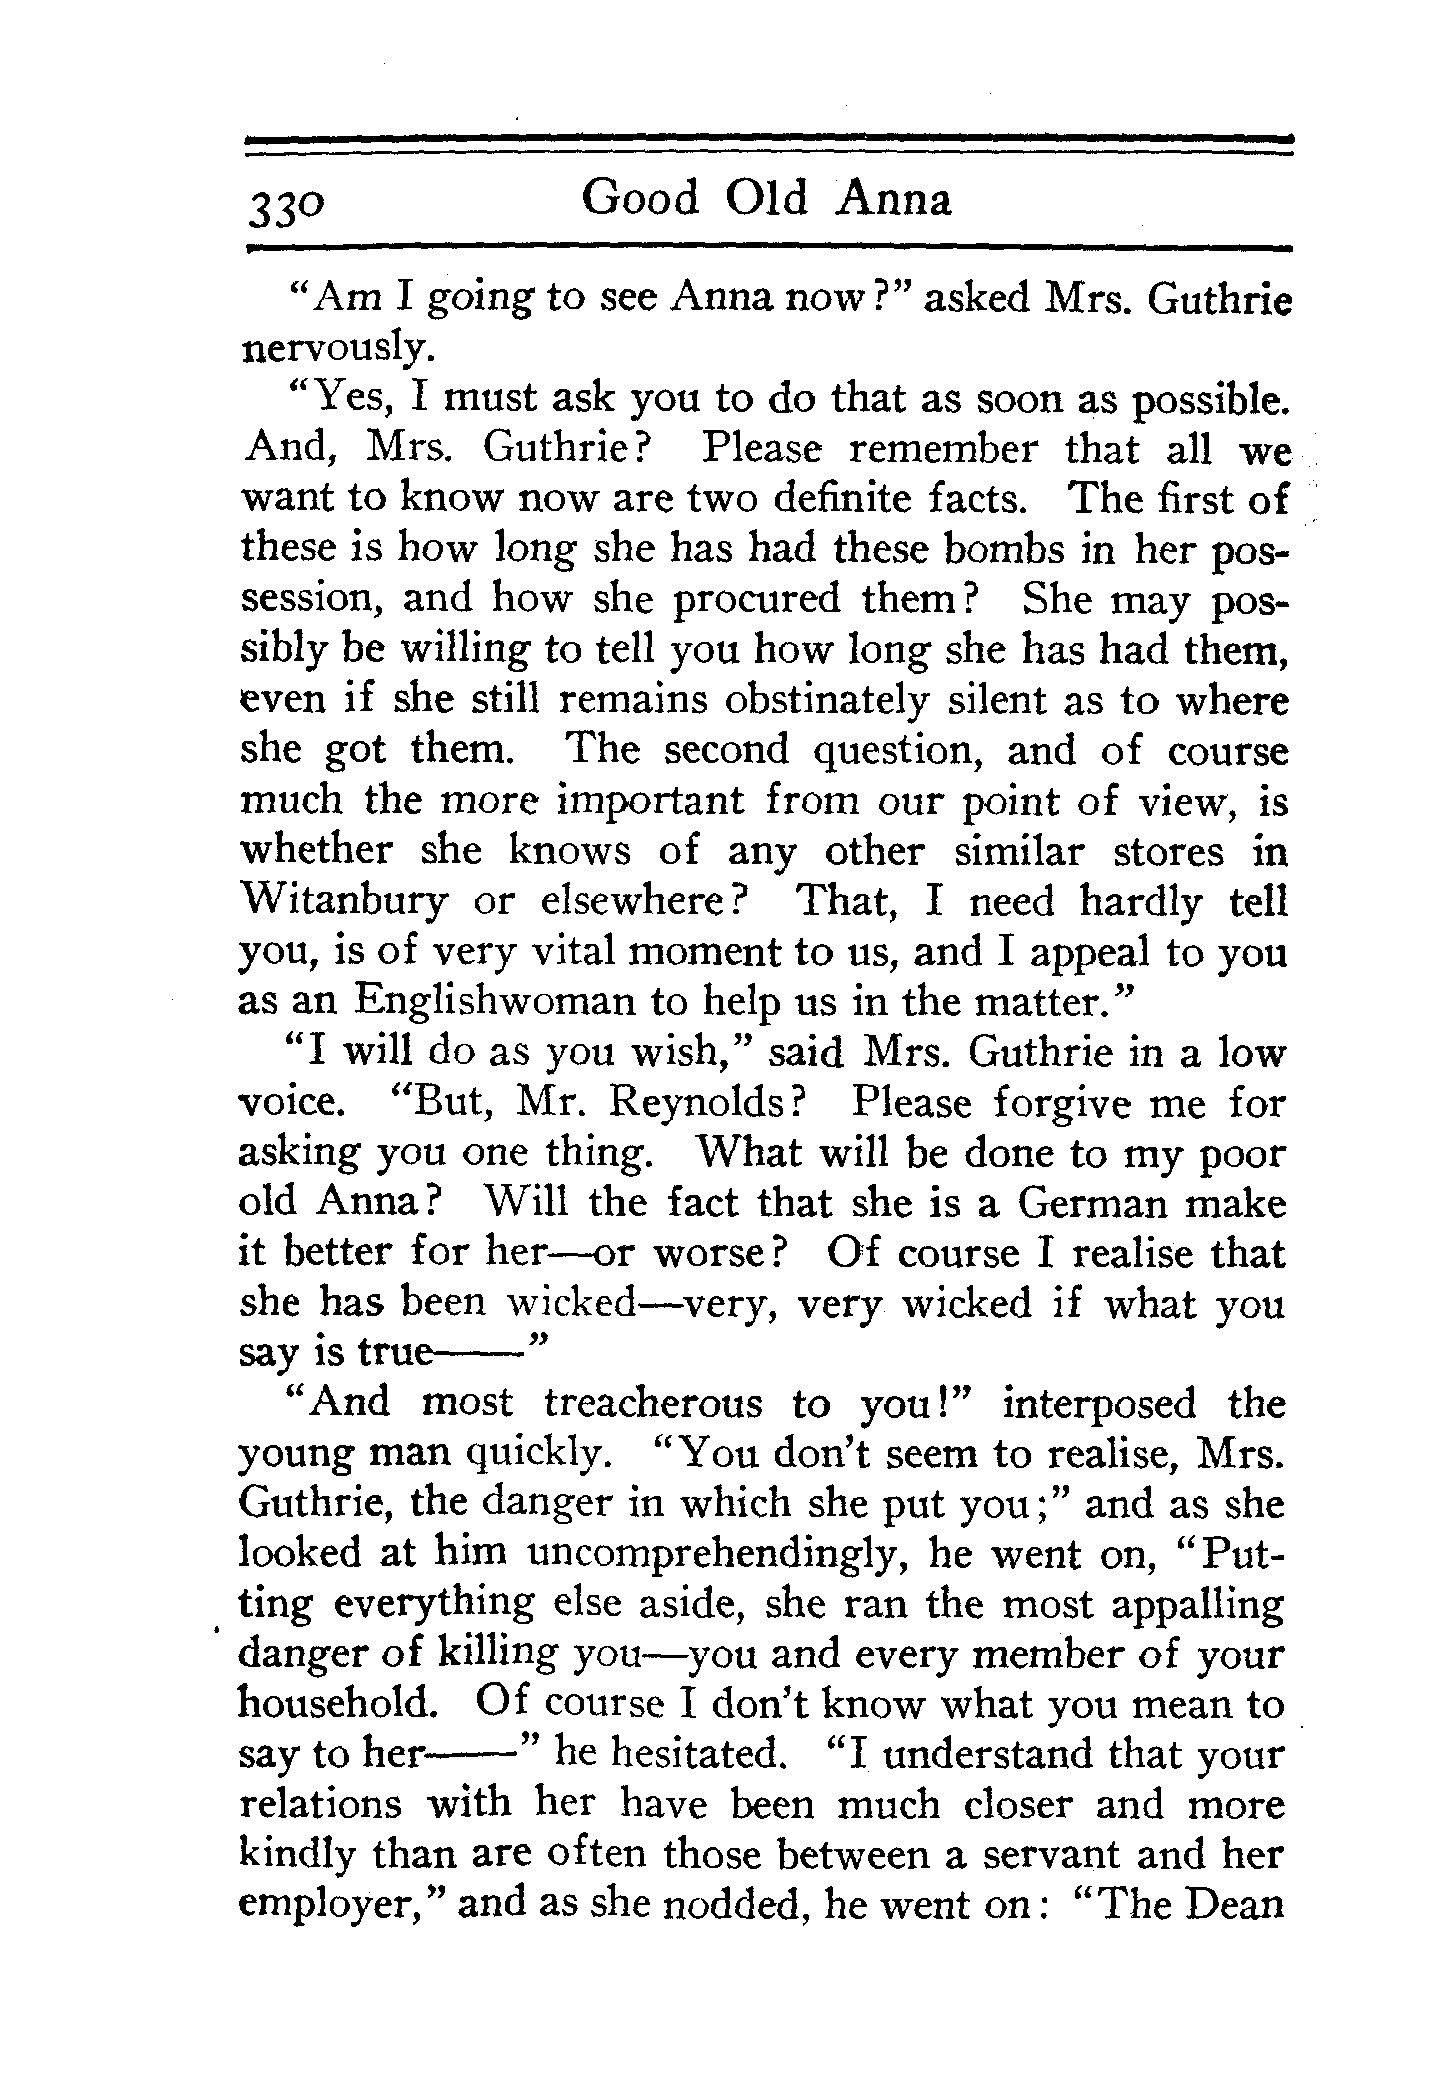 330 Good Old Anna
"Am I going to see Anna now?" asked Mrs. Guthrie
nervously.
"Yes, I must ask you to do that as soon as possible.
And, Mrs. Guthrie? Please remember that all we
want to know now are two definite facts. The first of
these is how long she has had these bombs in her pos-
session, and how she procured them? She may pos-
sibly be willing to tell you how long she has had them,
even if she still remains obstinately silent as to where
she got them. The second question, and of course
much the more important from our point of view, is
whether she knows of any other similar stores in
Witanbury or elsewhere? That, I need hardly tell
you, is of very vital moment to us, and I appeal to you
as an Englishwoman to help us in the matter."
"I will do as you wish," said Mrs. Guthrie in a low
voice. "But, Mr. Reynolds? Please forgive me for
asking you one thing. What will be done to my poor
old Anna? Will the fact that she is a German make
it better for her—or worse? Of course I realise that
she has been wicked—very, very wicked if what you
say is true——"
"And most treacherous to you!" interposed the
young man quickly. "You don't seem to realise, Mrs.
Guthrie, the danger in which she put you;" and as she
looked at him uncomprehendingly, he went on, "Put-
ting everything else aside, she ran the most appalling
danger of killing you—you and every member of your
household. Of course I don't know what you mean to
say to her——" he hesitated. "I understand that your
relations with her have been much closer and more
kindly than are often those between a servant and her
employer," and as she nodded, he went on: "The Dean